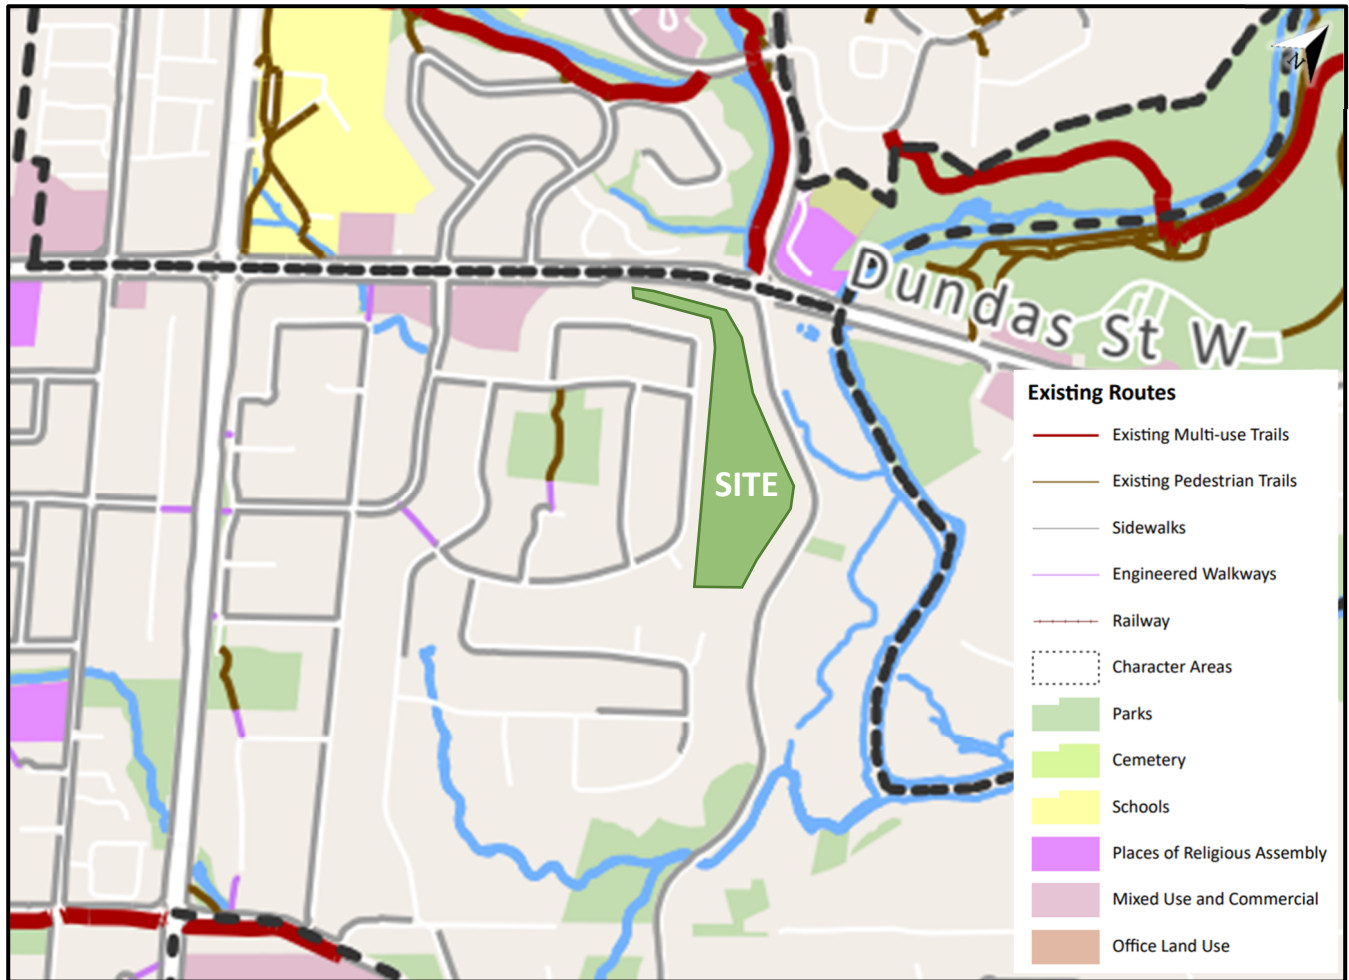 N
Dundas St W
SITE
Existing Routes
Existing Multi-use Trails
Existing Pedestrian Trails
Sidewalks
Engineered Walkways
Railway
Character Areas
Parks
Cemetery
Schools
Places of Religious Assembly
Mixed Use and Commercial
Office Land Use